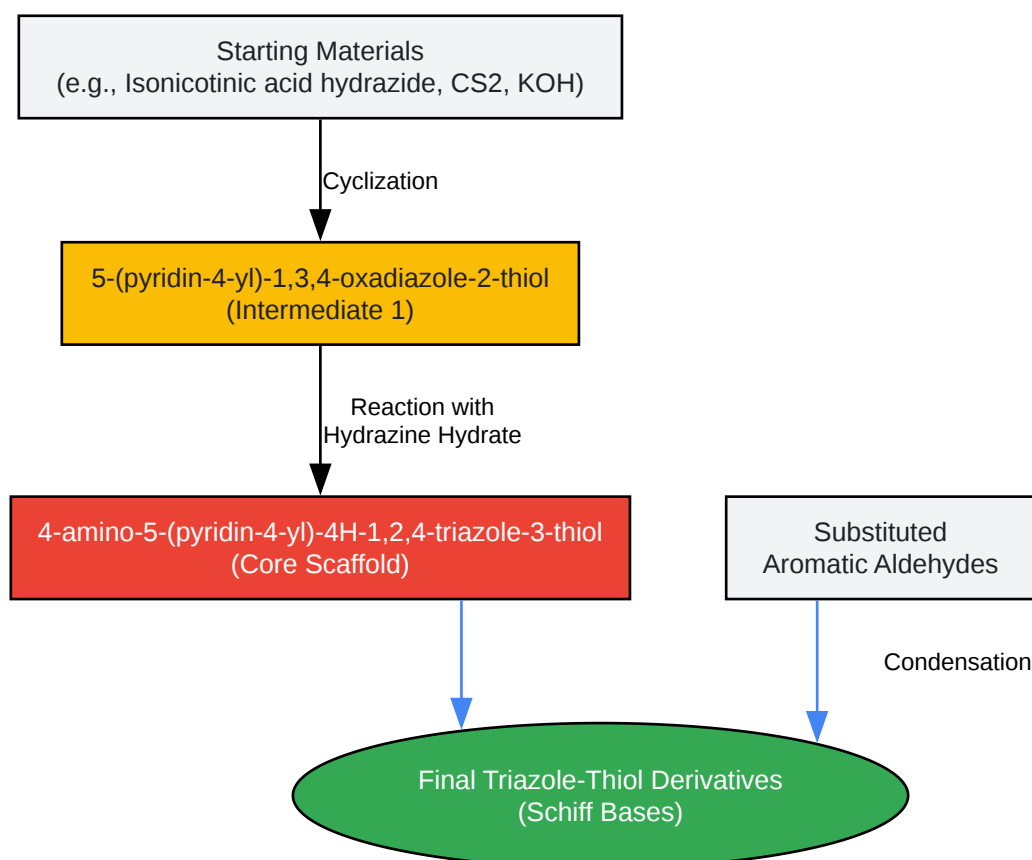 Starting Materials
(e.g., Isonicotinic acid hydrazide, CS2, KOH)
Cyclization
5-(pyridin-4-yl)-1,3,4-oxadiazole-2-thiol
(Intermediate 1)
Reaction with
Hydrazine Hydrate
4-amino-5-(pyridin-4-yl)-4H-1,2,4-triazole-3-thiol
(Core Scaffold)
Substituted
Aromatic Aldehydes
Condensation
Final Triazole-Thiol Derivatives
(Schiff Bases)